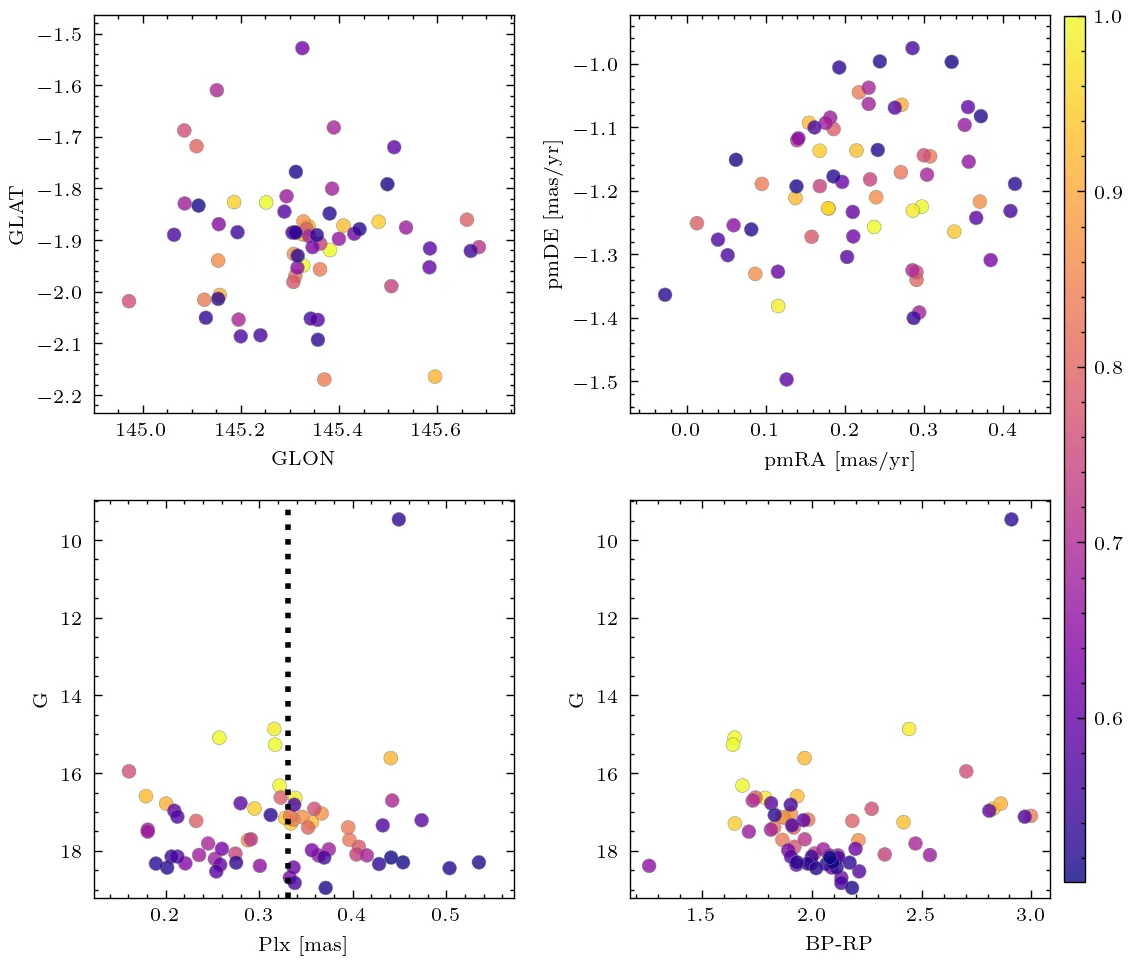 −1.5
−1.6
−1.7
−1.8
−1.9
−2.0
−2.1
−2.2
GLAT
145.0 145.2 145.4 145.6
GLON
−1.0
−1.1
−1.2
−1.3
−1.4
−1.5
pmDE [mas/yr]
0.0 0.1 0.2 0.3 0.4
pmRA [mas/yr]
10
12
14
16
18
G
0.2 0.3 0.4 0.5
Plx [mas]
10
12
14
16
18
G
1.5 2.0 2.5 3.0
BP-RP
1.0
0.9
0.8
0.7
0.6